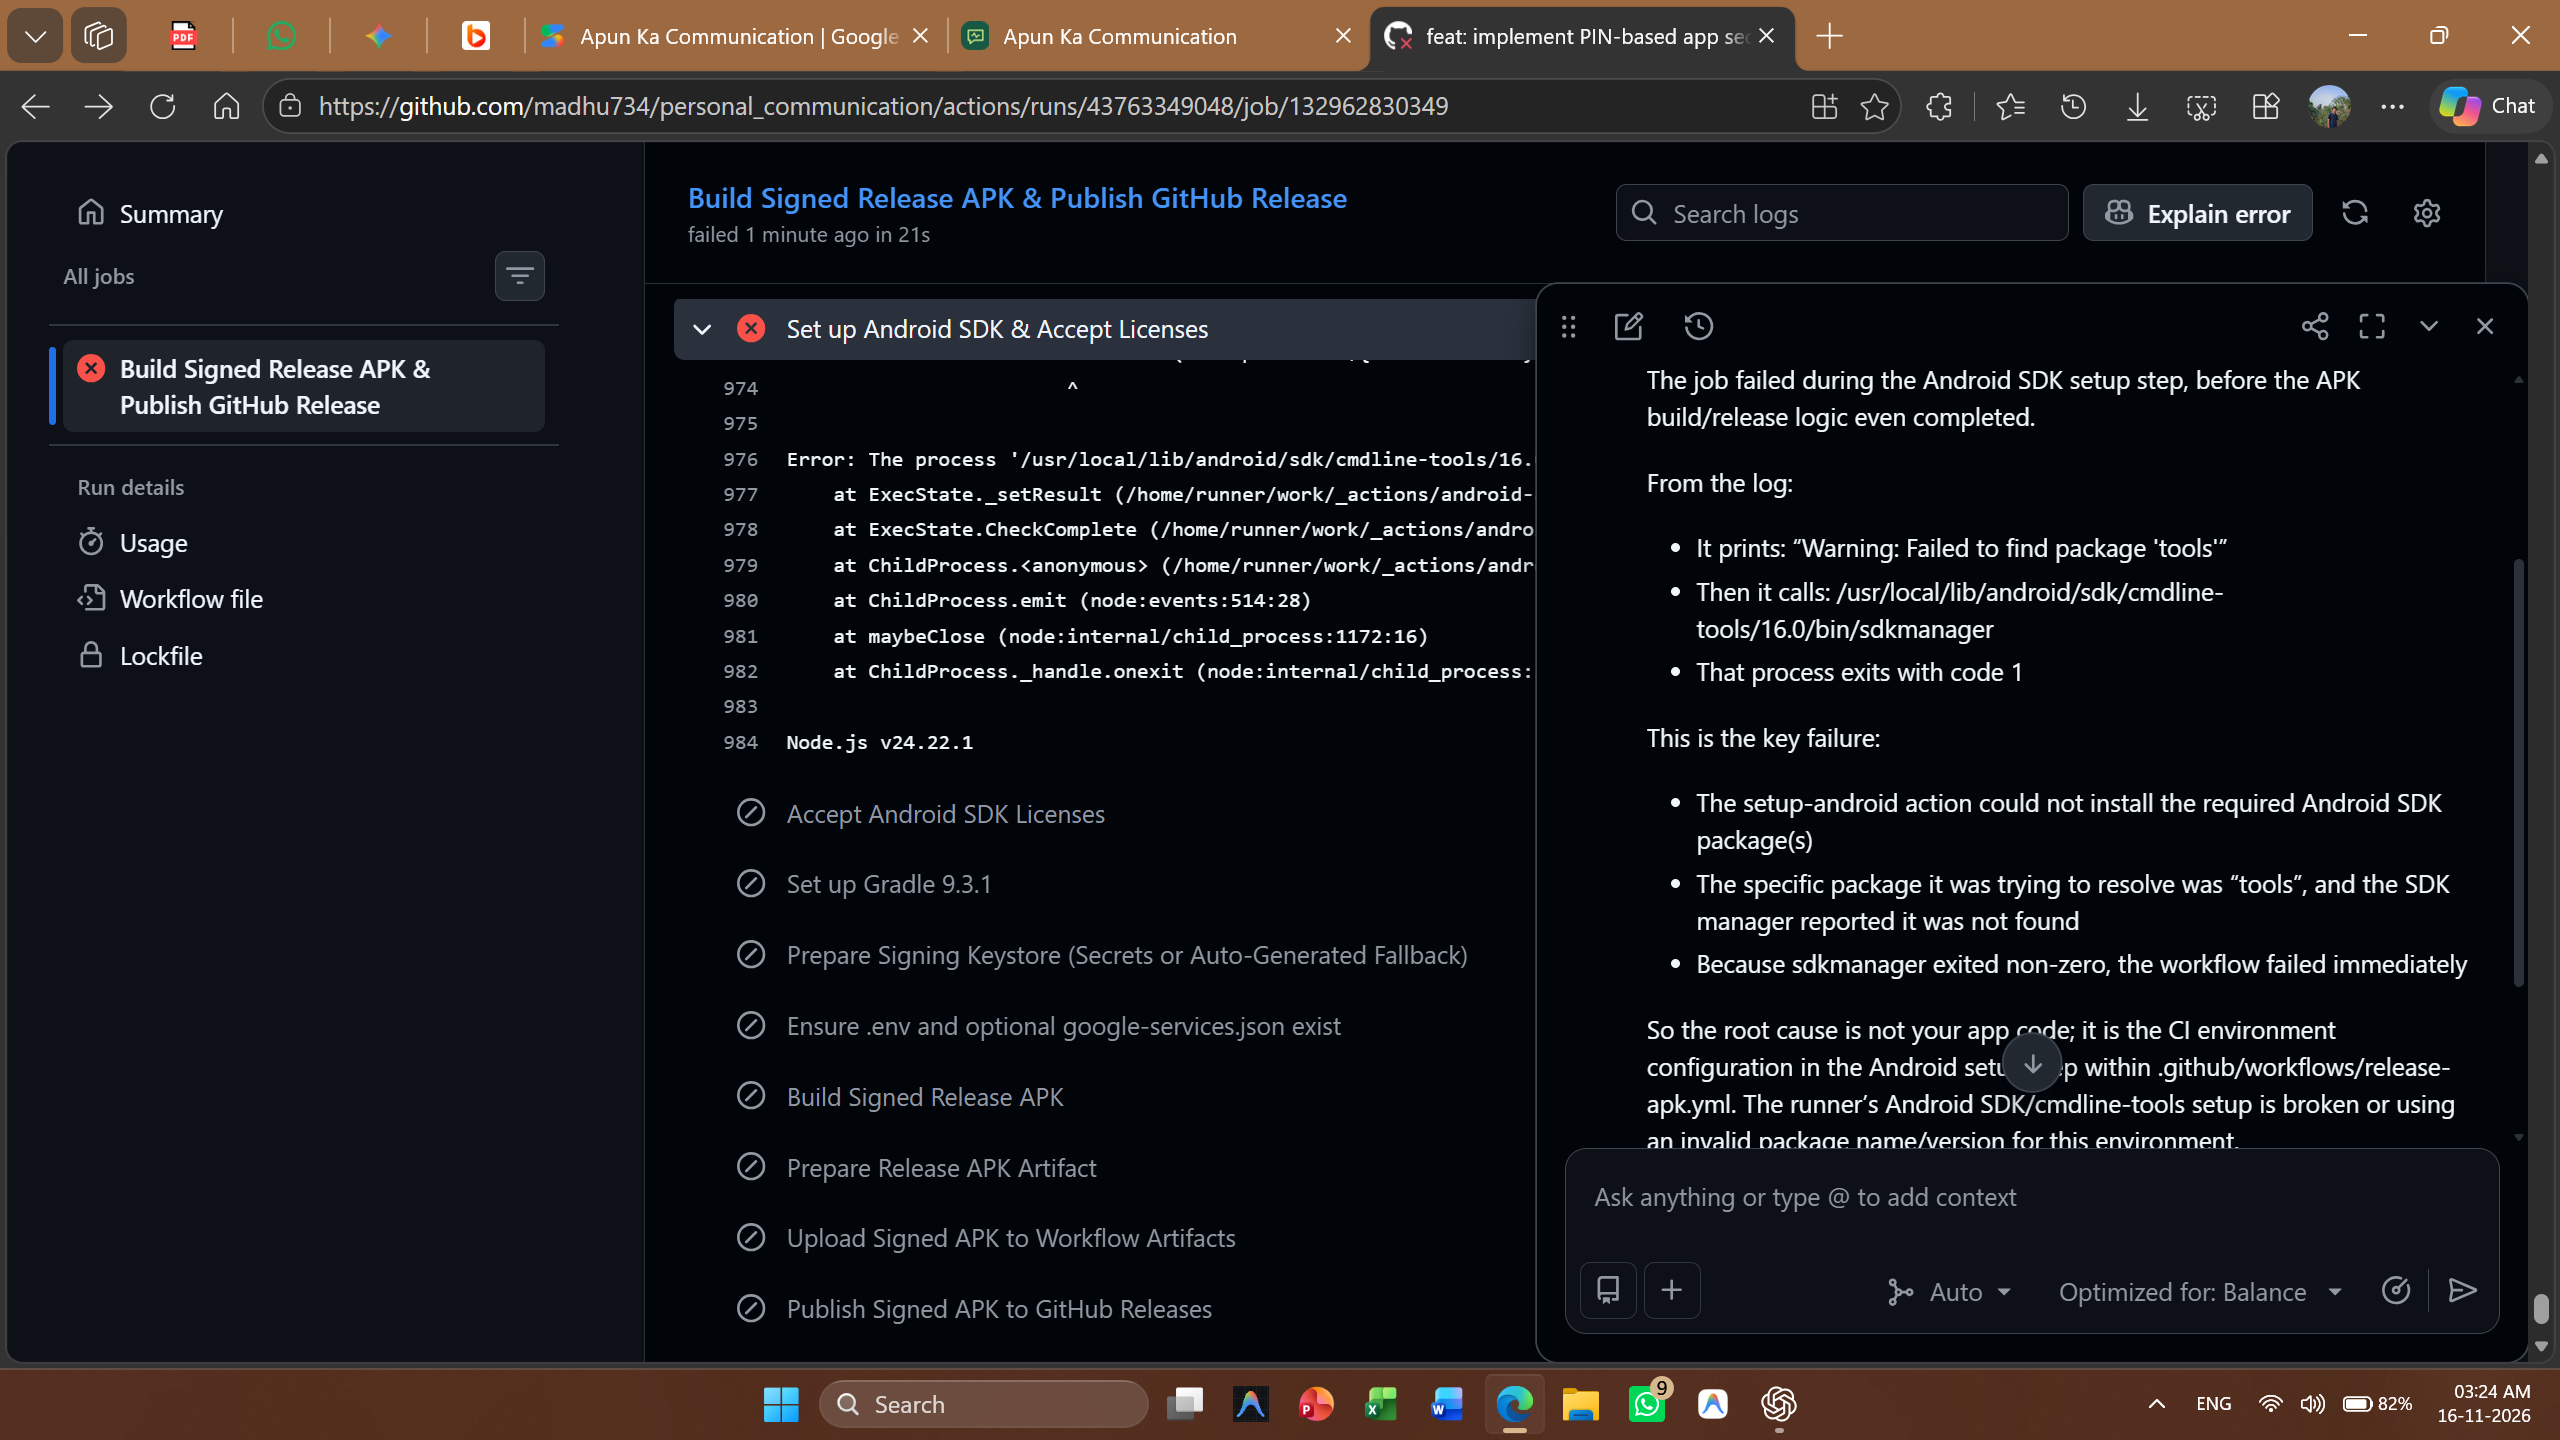 PDF
Apun Ka Communication | Google
Apun Ka Communication
feat: implement PIN-based app sec
https://github.com/madhu734/personal_communication/actions/runs/43763349048/job/132962830349
Chat
Summary
All jobs
Build Signed Release APK &
Publish GitHub Release
Run details
Usage
Workflow file
Lockfile
Build Signed Release APK & Publish GitHub Release
failed 1 minute ago in 21s
Search logs
Explain error
Set up Android SDK & Accept Licenses
974 ^
975
976 Error: The process '/usr/local/lib/android/sdk/cmdline-tools/16.
977 at ExecState._setResult (/home/runner/work/_actions/android-
978 at ExecState.CheckComplete (/home/runner/work/_actions/andro
979 at ChildProcess.<anonymous> (/home/runner/work/_actions/andr
980 at ChildProcess.emit (node:events:514:28)
981 at maybeClose (node:internal/child_process:1172:16)
982 at ChildProcess._handle.onexit (node:internal/child_process:
983
984 Node.js v24.22.1
Accept Android SDK Licenses
Set up Gradle 9.3.1
Prepare Signing Keystore (Secrets or Auto-Generated Fallback)
Ensure .env and optional google-services.json exist
Build Signed Release APK
Prepare Release APK Artifact
Upload Signed APK to Workflow Artifacts
Publish Signed APK to GitHub Releases
The job failed during the Android SDK setup step, before the APK
build/release logic even completed.
From the log:
• It prints: “Warning: Failed to find package 'tools'”
• Then it calls: /usr/local/lib/android/sdk/cmdline-
tools/16.0/bin/sdkmanager
• That process exits with code 1
This is the key failure:
• The setup-android action could not install the required Android SDK
package(s)
• The specific package it was trying to resolve was “tools”, and the SDK
manager reported it was not found
• Because sdkmanager exited non-zero, the workflow failed immediately
So the root cause is not your app code; it is the CI environment
configuration in the Android setu p within .github/workflows/release-
apk.yml. The runner’s Android SDK/cmdline-tools setup is broken or using
an invalid package name/version for this environment.
Ask anything or type @ to add context
Auto
Optimized for: Balance
Search
9
ENG
82%
03:24 AM
16-11-2026